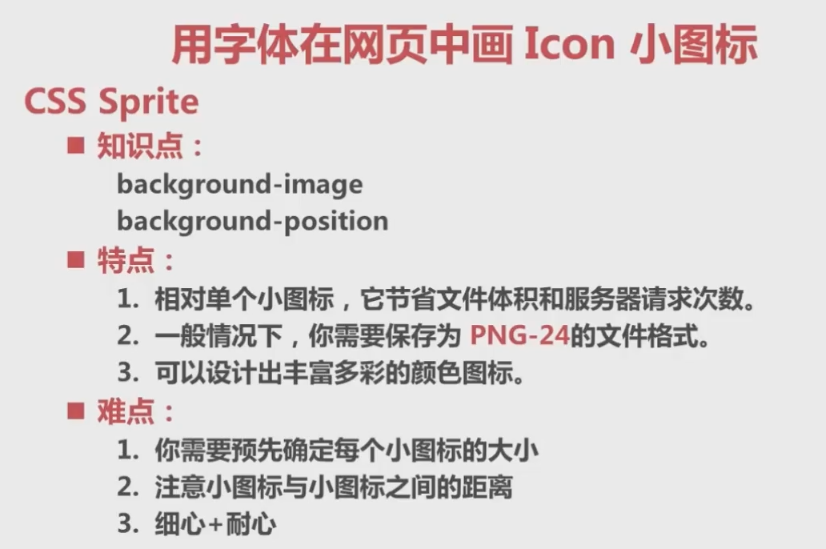 用字体在网页中画 Icon 小图标
CSS Sprite
■ 知识点：
background-image
background-position
■ 特点：
1. 相对单个小图标，它节省文件体积和服务器请求次数。
2. 一般情况下，你需要保存为 PNG-24的文件格式。
3. 可以设计出丰富多彩的颜色图标。
■ 难点：
1. 你需要预先确定每个小图标的大小
2. 注意小图标与小图标之间的距离
3. 细心+耐心